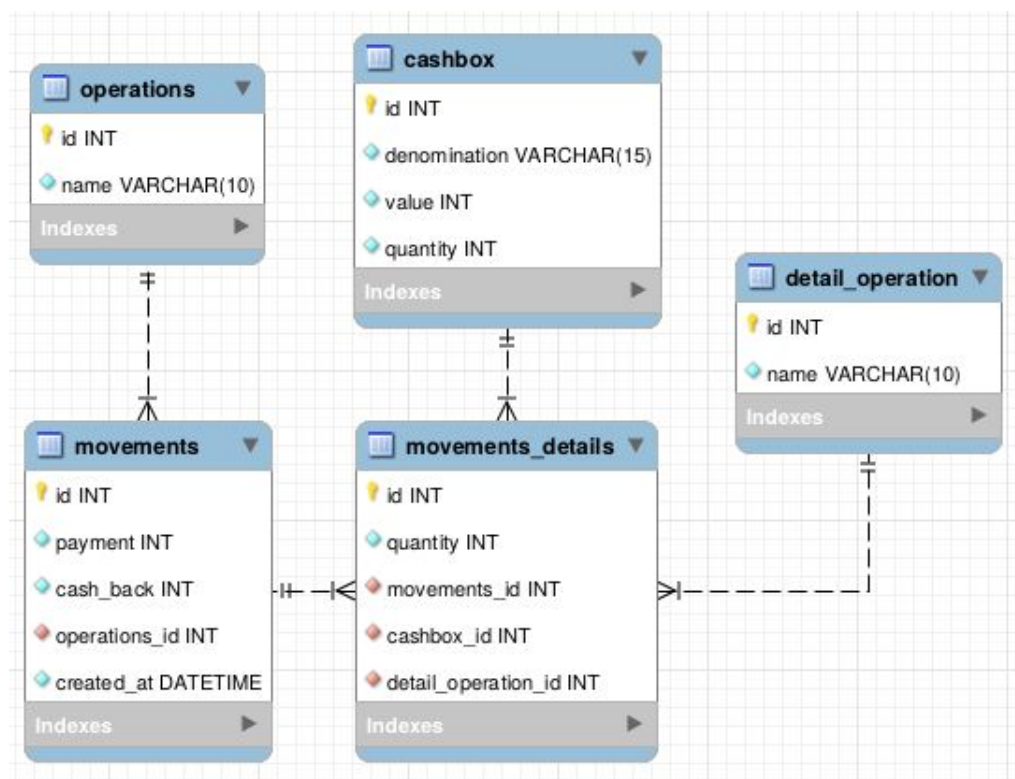 operations
id INT
name VARCHAR(10)
Indexes
cashbox
id INT
denomination VARCHAR(15)
value INT
quantity INT
Indexes
detail_operation
id INT
name VARCHAR(10)
Indexes
movements
id INT
payment INT
cash_back INT
operations_id INT
created_at DATETIME
Indexes
movements_details
id INT
quantity INT
movements_id INT
cashbox_id INT
detail_operation_id INT
Indexes